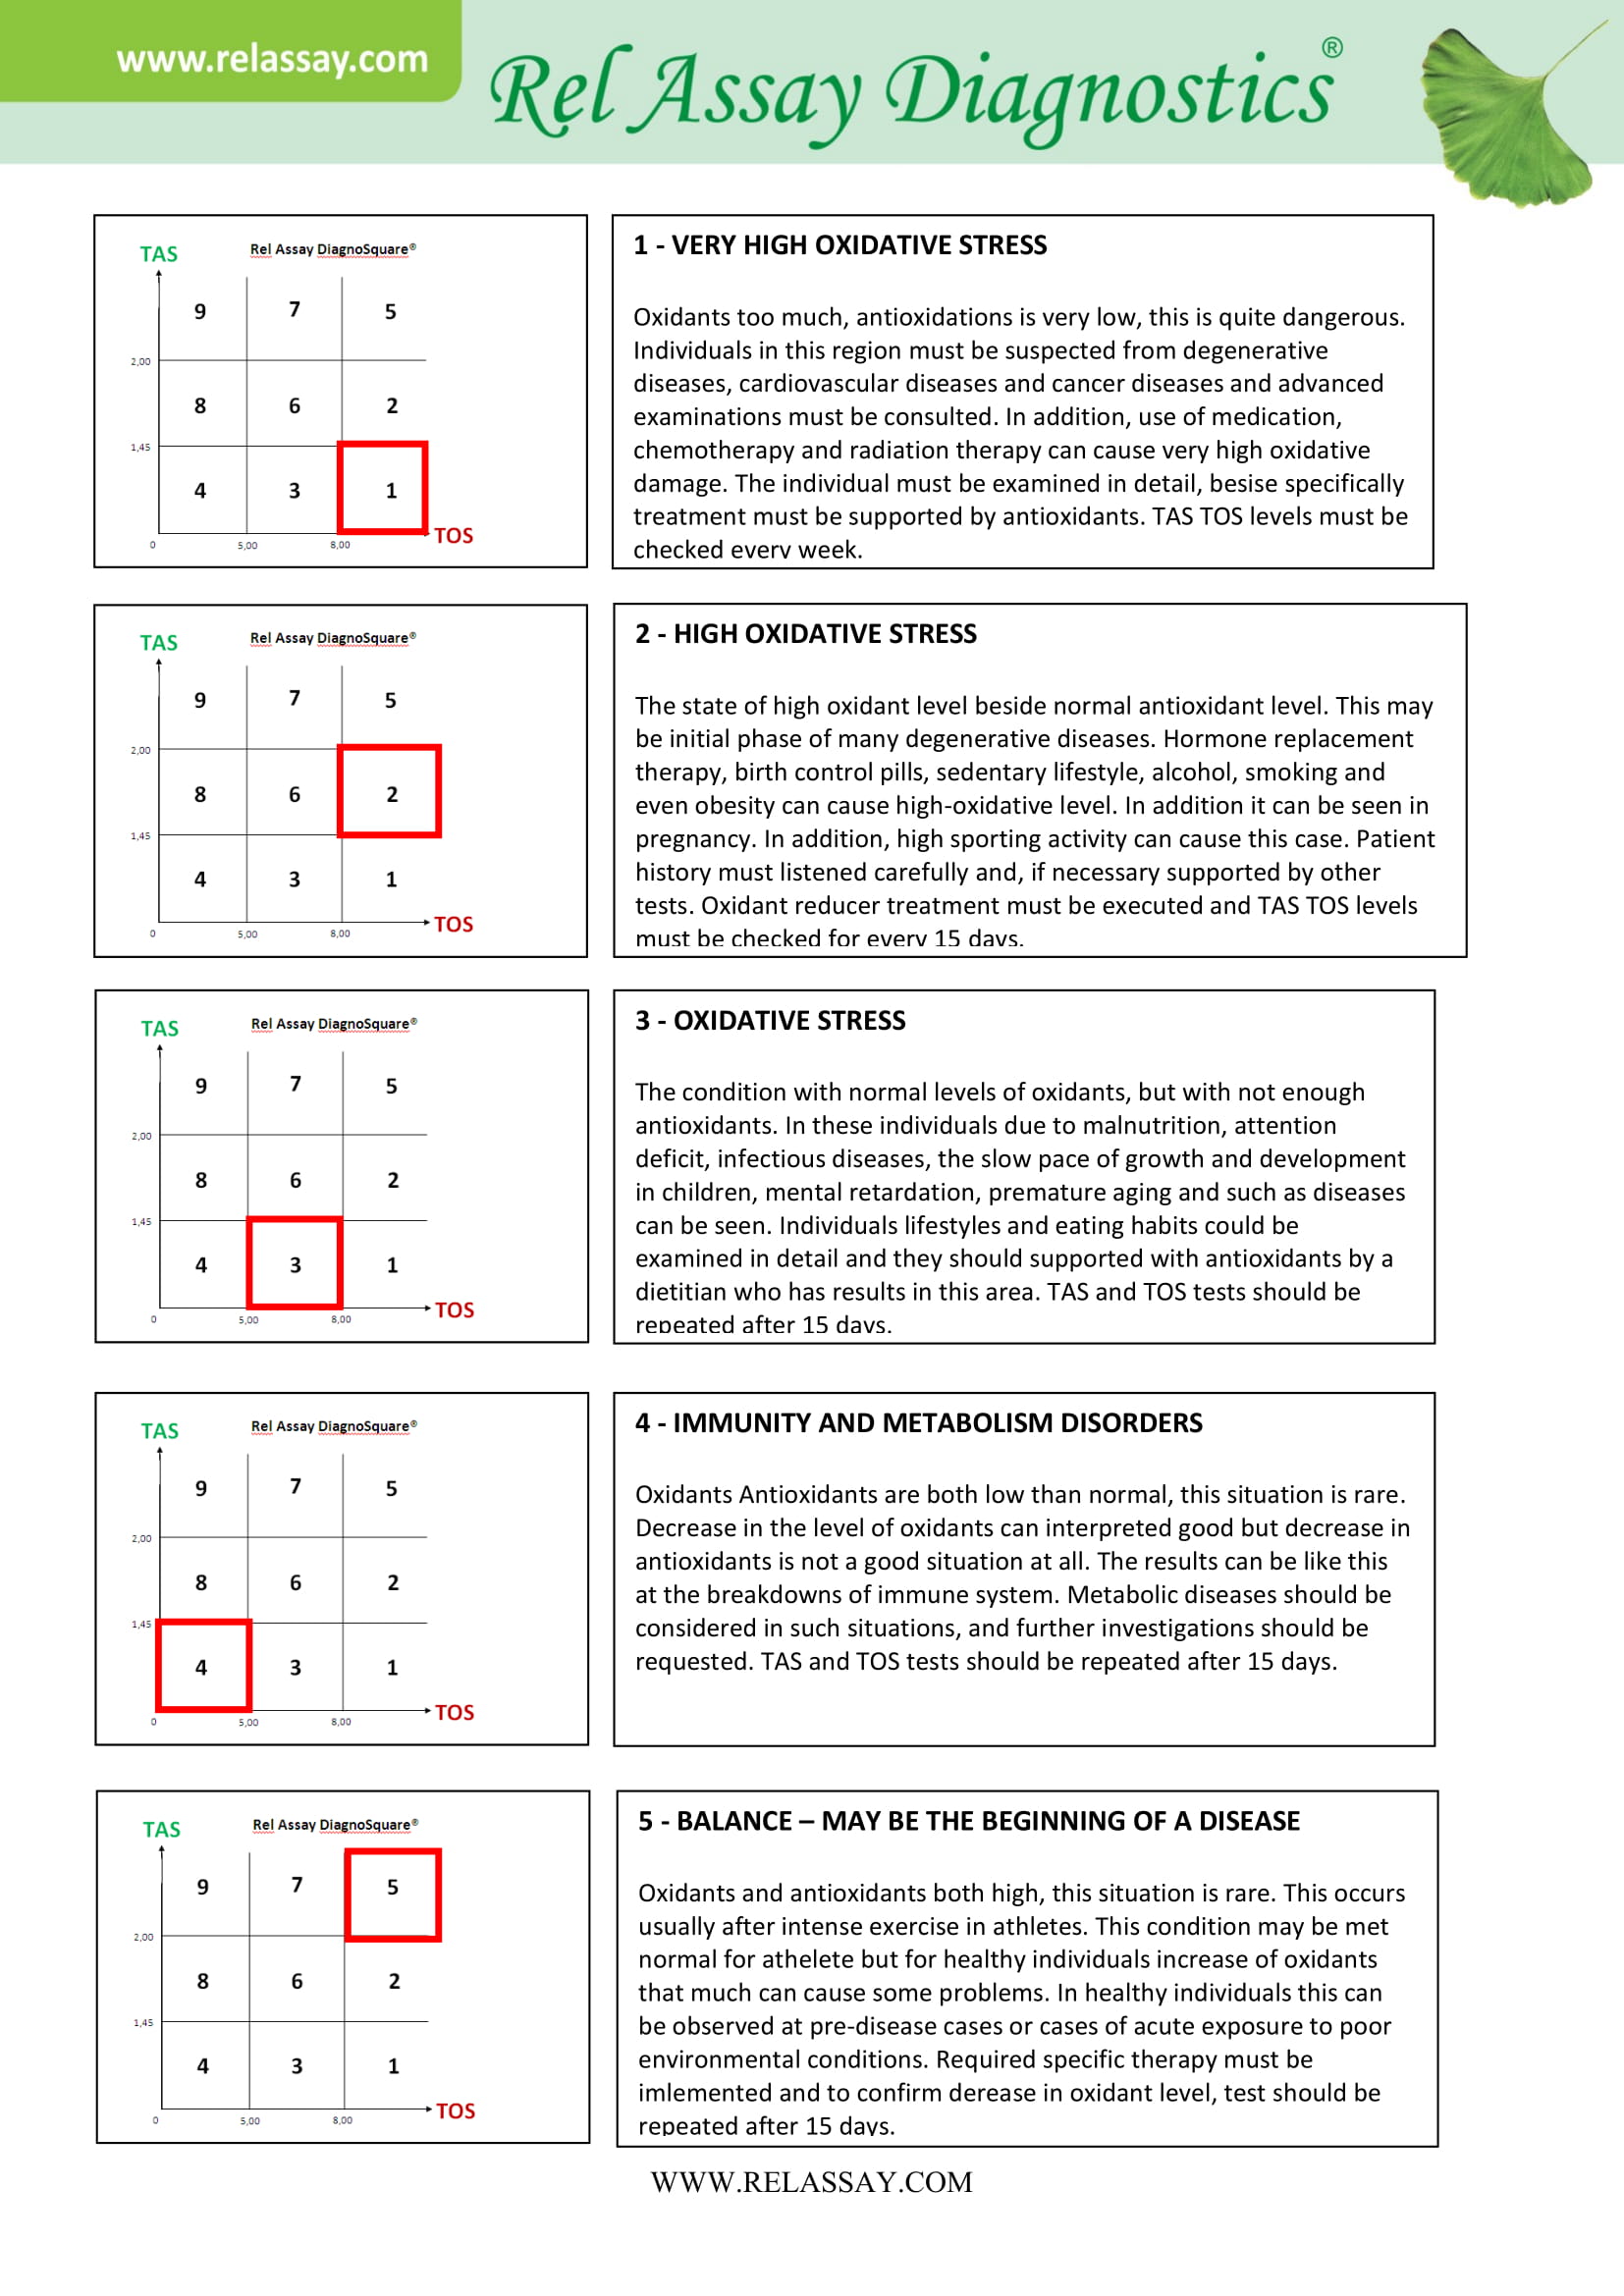 www.relassay.com
Rel Assay Diagnostics®
TAS
Rel Assay DiagnoSquare®
9 7 5
2,00
8 6 2
1,45
4 3 1
TOS
0 5,00 8,00
1 - VERY HIGH OXIDATIVE STRESS
Oxidants too much, antioxidations is very low, this is quite dangerous.
Individuals in this region must be suspected from degenerative
diseases, cardiovascular diseases and cancer diseases and advanced
examinations must be consulted. In addition, use of medication,
chemotherapy and radiation therapy can cause very high oxidative
damage. The individual must be examined in detail, besise specifically
treatment must be supported by antioxidants. TAS TOS levels must be
checked every week.
TAS
Rel Assay DiagnoSquare®
9 7 5
2,00
8 6 2
1,45
4 3 1
TOS
0 5,00 8,00
2 - HIGH OXIDATIVE STRESS
The state of high oxidant level beside normal antioxidant level. This may
be initial phase of many degenerative diseases. Hormone replacement
therapy, birth control pills, sedentary lifestyle, alcohol, smoking and
even obesity can cause high-oxidative level. In addition it can be seen in
pregnancy. In addition, high sporting activity can cause this case. Patient
history must listened carefully and, if necessary supported by other
tests. Oxidant reducer treatment must be executed and TAS TOS levels
must be checked for every 15 days.
TAS
Rel Assay DiagnoSquare®
9 7 5
2,00
8 6 2
1,45
4 3 1
TOS
0 5,00 8,00
3 - OXIDATIVE STRESS
The condition with normal levels of oxidants, but with not enough
antioxidants. In these individuals due to malnutrition, attention
deficit, infectious diseases, the slow pace of growth and development
in children, mental retardation, premature aging and such as diseases
can be seen. Individuals lifestyles and eating habits could be
examined in detail and they should supported with antioxidants by a
dietitian who has results in this area. TAS and TOS tests should be
repeated after 15 days.
TAS
Rel Assay DiagnoSquare®
9 7 5
2,00
8 6 2
1,45
4 3 1
TOS
0 5,00 8,00
4 - IMMUNITY AND METABOLISM DISORDERS
Oxidants Antioxidants are both low than normal, this situation is rare.
Decrease in the level of oxidants can interpreted good but decrease in
antioxidants is not a good situation at all. The results can be like this
at the breakdowns of immune system. Metabolic diseases should be
considered in such situations, and further investigations should be
requested. TAS and TOS tests should be repeated after 15 days.
TAS
Rel Assay DiagnoSquare®
9 7 5
2,00
8 6 2
1,45
4 3 1
TOS
0 5,00 8,00
5 - BALANCE – MAY BE THE BEGINNING OF A DISEASE
Oxidants and antioxidants both high, this situation is rare. This occurs
usually after intense exercise in athletes. This condition may be met
normal for athelete but for healthy individuals increase of oxidants
that much can cause some problems. In healthy individuals this can
be observed at pre-disease cases or cases of acute exposure to poor
environmental conditions. Required specific therapy must be
imlemented and to confirm derease in oxidant level, test should be
repeated after 15 days.
WWW.RELASSAY.COM